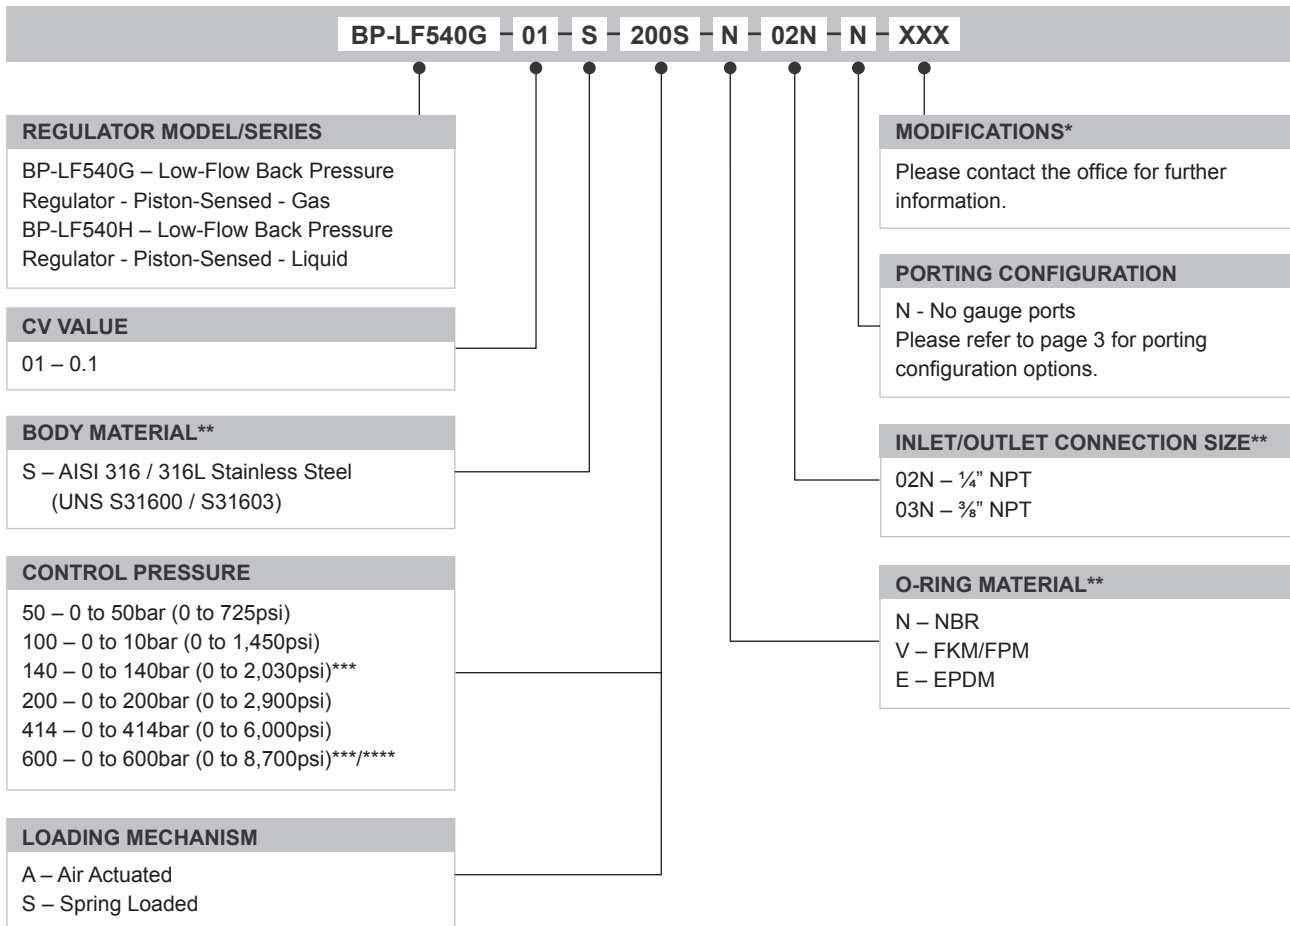 BP-LF540G 01 S 200S N 02N N XXX
REGULATOR MODEL/SERIES
BP-LF540G – Low-Flow Back Pressure
Regulator - Piston-Sensed - Gas
BP-LF540H – Low-Flow Back Pressure
Regulator - Piston-Sensed - Liquid
CV VALUE
01 – 0.1
BODY MATERIAL**
S – AISI 316 / 316L Stainless Steel
(UNS S31600 / S31603)
CONTROL PRESSURE
50 – 0 to 50bar (0 to 725psi)
100 – 0 to 10bar (0 to 1,450psi)
140 – 0 to 140bar (0 to 2,030psi)***
200 – 0 to 200bar (0 to 2,900psi)
414 – 0 to 414bar (0 to 6,000psi)
600 – 0 to 600bar (0 to 8,700psi)***/****
LOADING MECHANISM
A – Air Actuated
S – Spring Loaded
MODIFICATIONS*
Please contact the office for further
information.
PORTING CONFIGURATION
N - No gauge ports
Please refer to page 3 for porting
configuration options.
INLET/OUTLET CONNECTION SIZE**
02N – ¼” NPT
03N – ⅜” NPT
O-RING MATERIAL**
N – NBR
V – FKM/FPM
E – EPDM